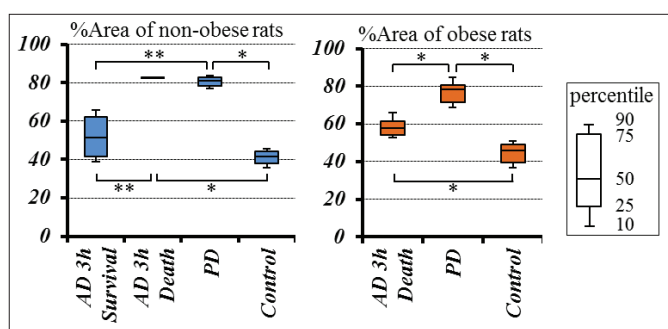 %Area of non-obese rats
100
80
60
40
20
0
**
*
**
*
AD 3h
Survival
AD 3h
Death
PD
Control
%Area of obese rats
100
80
60
40
20
0
*
*
*
AD 3h
Death
PD
Control
percentile
90
75
50
25
10